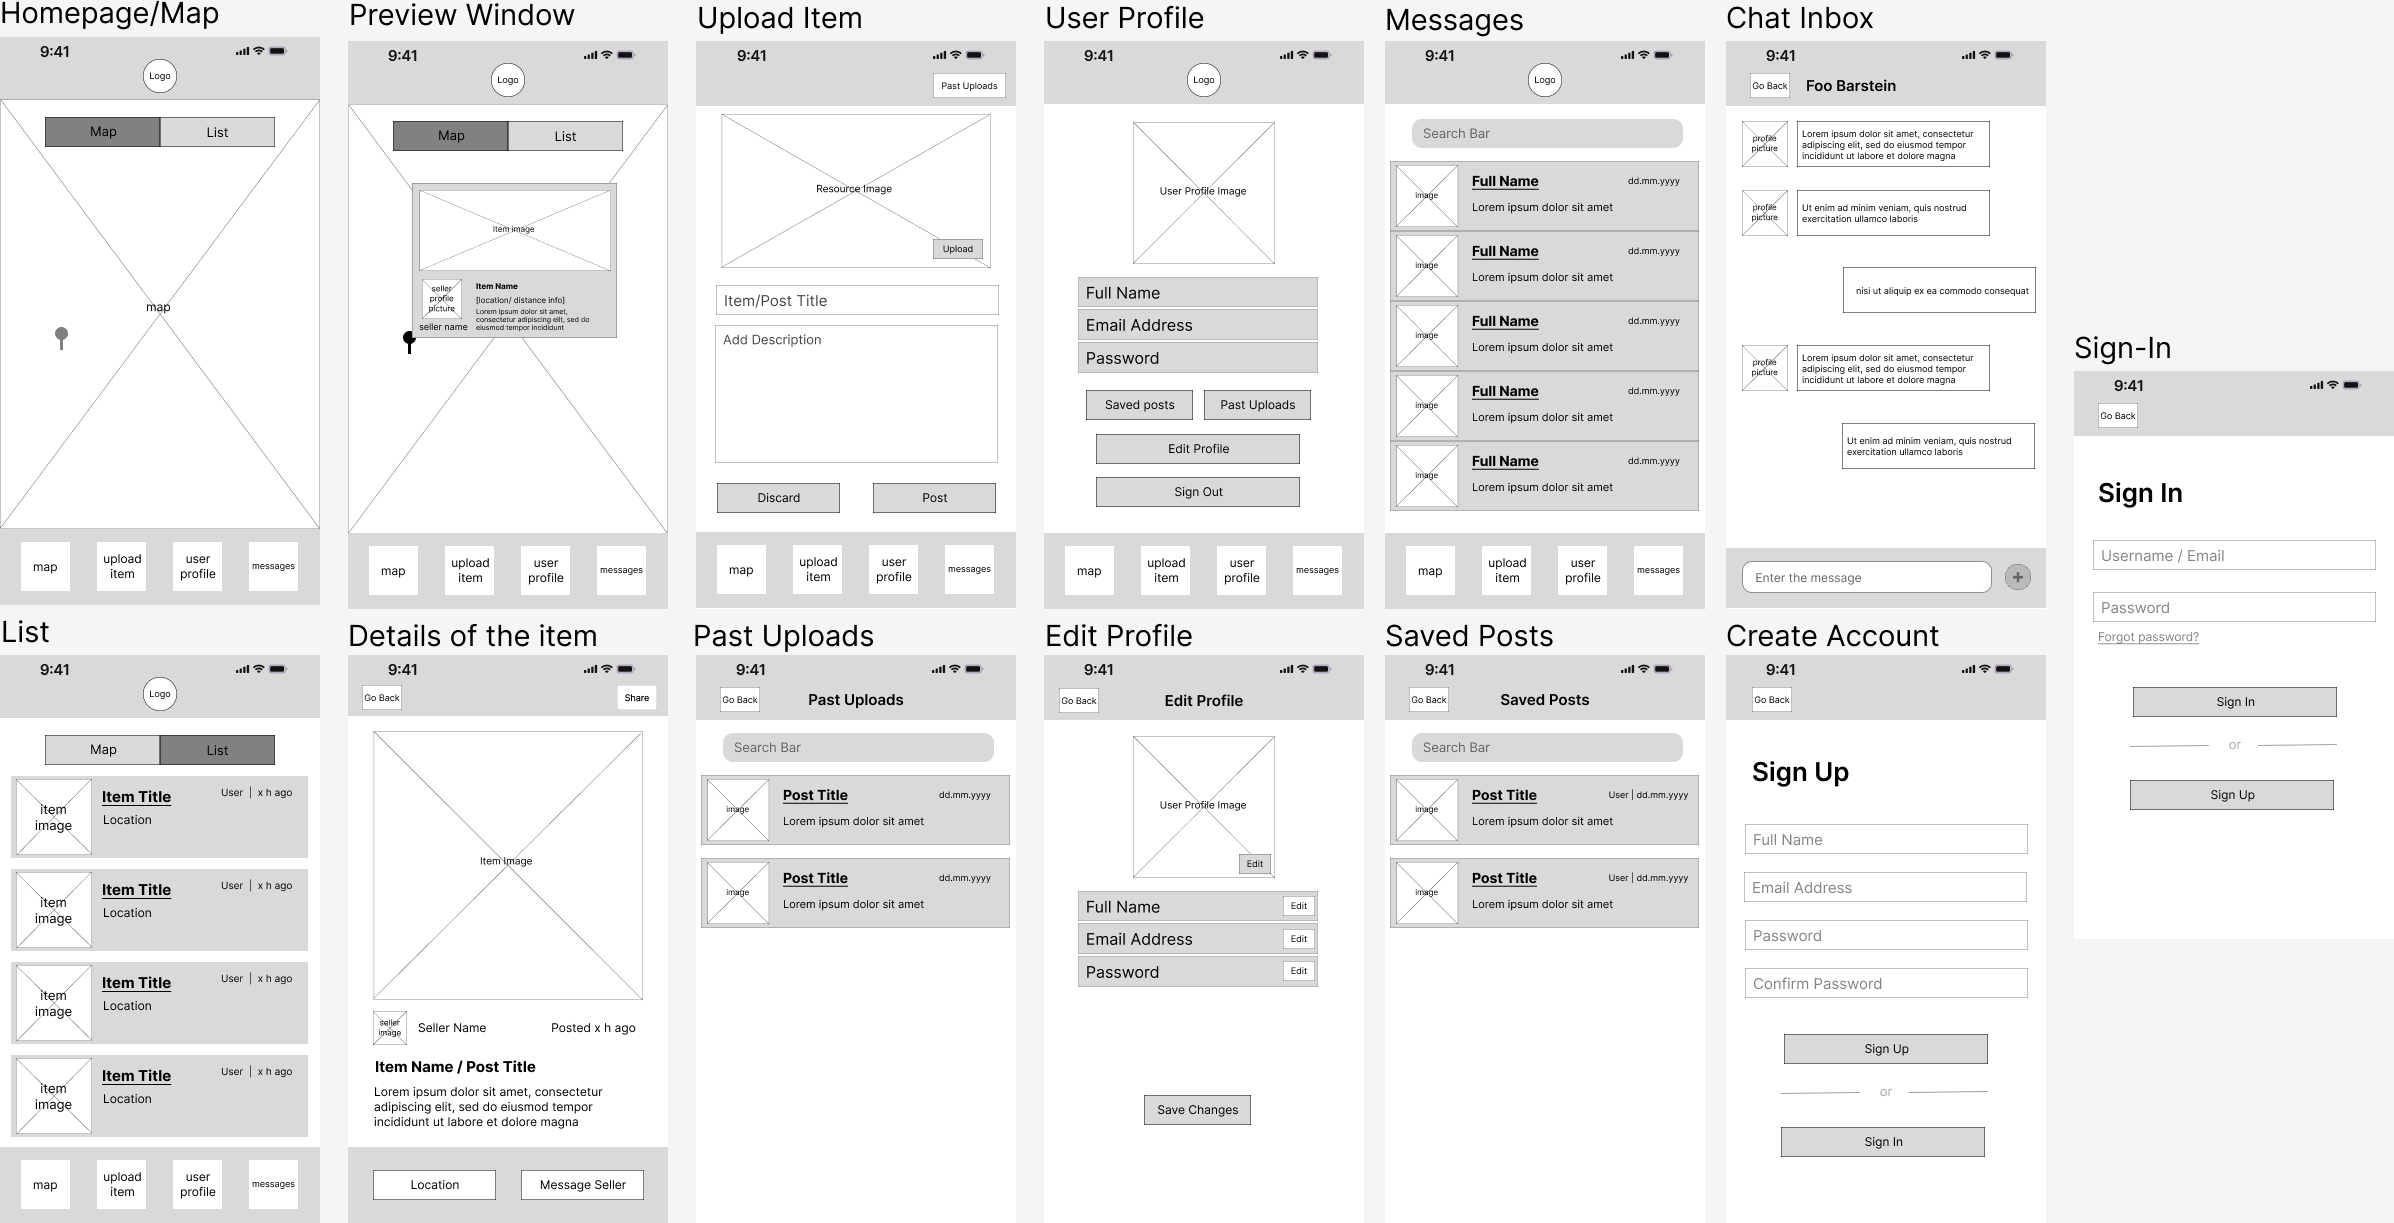 Homepage/Map
9:41
Logo
Map
List
map
map
upload
item
user
profile
messages
Preview Window
9:41
Logo
Map
List
Item image
seller
profile
picture
seller name
Item Name
[location/ distance info]
Lorem ipsum dolor sit amet,
consectetur adipiscing elit, sed do
eiusmod tempor incididunt
map
upload
item
user
profile
messages
Upload Item
9:41
Past Uploads
Resource Image
Upload
Item/Post Title
Add Description
Discard
Post
map
upload
item
user
profile
messages
User Profile
9:41
Logo
User Profile Image
Full Name
Email Address
Password
Saved posts
Past Uploads
Edit Profile
Sign Out
map
upload
item
user
profile
messages
Messages
9:41
Logo
Search Bar
image
Full Name
dd.mm.yyyy
Lorem ipsum dolor sit amet
image
Full Name
dd.mm.yyyy
Lorem ipsum dolor sit amet
image
Full Name
dd.mm.yyyy
Lorem ipsum dolor sit amet
image
Full Name
dd.mm.yyyy
Lorem ipsum dolor sit amet
image
Full Name
dd.mm.yyyy
Lorem ipsum dolor sit amet
map
upload
item
user
profile
messages
Chat Inbox
9:41
Go Back
Foo Barstein
profile
picture
Lorem ipsum dolor sit amet, consectetur
adipiscing elit, sed do eiusmod tempor
incididunt ut labore et dolore magna
profile
picture
Ut enim ad minim veniam, quis nostrud
exercitation ullamco laboris
nisi ut aliquip ex ea commodo consequat
profile
picture
Lorem ipsum dolor sit amet, consectetur
adipiscing elit, sed do eiusmod tempor
incididunt ut labore et dolore magna
Ut enim ad minim veniam, quis nostrud
exercitation ullamco laboris
Enter the message
+
Sign-In
9:41
Go Back
Sign In
Username / Email
Password
Forgot password?
Sign In
or
Sign Up
List
9:41
Logo
Map
List
item
image
Item Title
User | x h ago
Location
item
image
Item Title
User | x h ago
Location
item
image
Item Title
User | x h ago
Location
item
image
Item Title
User | x h ago
Location
map
upload
item
user
profile
messages
Details of the item
9:41
Go Back
Share
Item Image
seller
image
Seller Name
Posted x h ago
Item Name / Post Title
Lorem ipsum dolor sit amet, consectetur
adipiscing elit, sed do eiusmod tempor
incididunt ut labore et dolore magna
Location
Message Seller
Past Uploads
9:41
Go Back
Past Uploads
Search Bar
image
Post Title
dd.mm.yyyy
Lorem ipsum dolor sit amet
image
Post Title
dd.mm.yyyy
Lorem ipsum dolor sit amet
Edit Profile
9:41
Go Back
Edit Profile
User Profile Image
Edit
Full Name
Edit
Email Address
Edit
Password
Edit
Save Changes
Saved Posts
9:41
Go Back
Saved Posts
Search Bar
image
Post Title
User | dd.mm.yyyy
Lorem ipsum dolor sit amet
image
Post Title
User | dd.mm.yyyy
Lorem ipsum dolor sit amet
Create Account
9:41
Go Back
Sign Up
Full Name
Email Address
Password
Confirm Password
Sign Up
or
Sign In